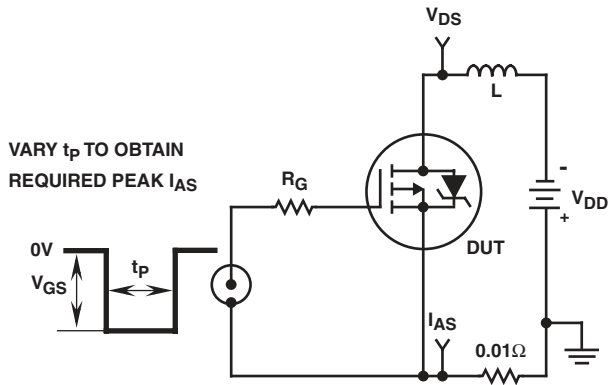 V_DS
L
VARY t_P TO OBTAIN
REQUIRED PEAK I_AS
R_G
-
V_DD
+
DUT
0V
V_GS
t_P
I_AS
0.01Ω